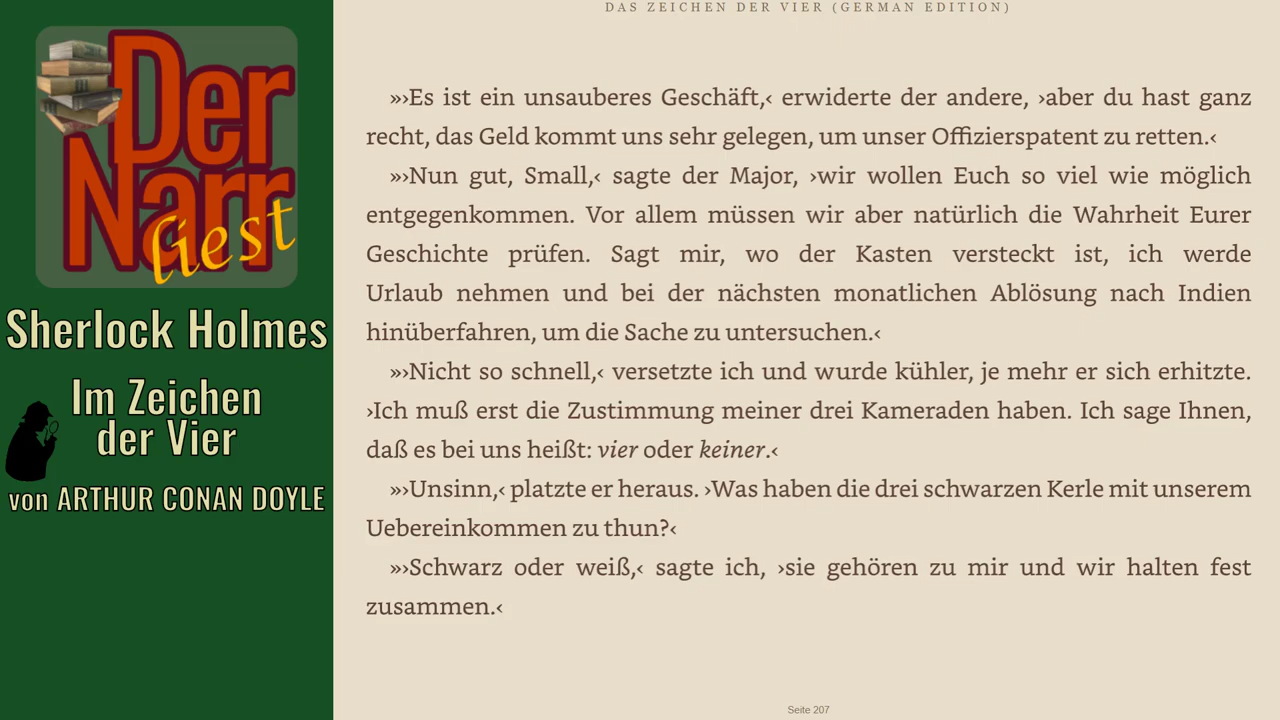 Der
Narr
liest
Sherlock Holmes
Im Zeichen
der Vier
von ARTHUR CONAN DOYLE
DAS ZEICHEN DER VIER (GERMAN EDITION)
»›Es ist ein unsauberes Geschäft,‹ erwiderte der andere, ›aber du hast ganz
recht, das Geld kommt uns sehr gelegen, um unser Offizierspatent zu retten.‹
»›Nun gut, Small,‹ sagte der Major, ›wir wollen Euch so viel wie möglich
entgegenkommen. Vor allem müssen wir aber natürlich die Wahrheit Eurer
Geschichte prüfen. Sagt mir, wo der Kasten versteckt ist, ich werde
Urlaub nehmen und bei der nächsten monatlichen Ablösung nach Indien
hinüberfahren, um die Sache zu untersuchen.‹
»›Nicht so schnell,‹ versetzte ich und wurde kühler, je mehr er sich erhitzte.
›Ich muß erst die Zustimmung meiner drei Kameraden haben. Ich sage Ihnen,
daß es bei uns heißt: vier oder keiner.‹
»›Unsinn,‹ platzte er heraus. ›Was haben die drei schwarzen Kerle mit unserem
Uebereinkommen zu thun?‹
»›Schwarz oder weiß,‹ sagte ich, ›sie gehören zu mir und wir halten fest
zusammen.‹
Seite 207